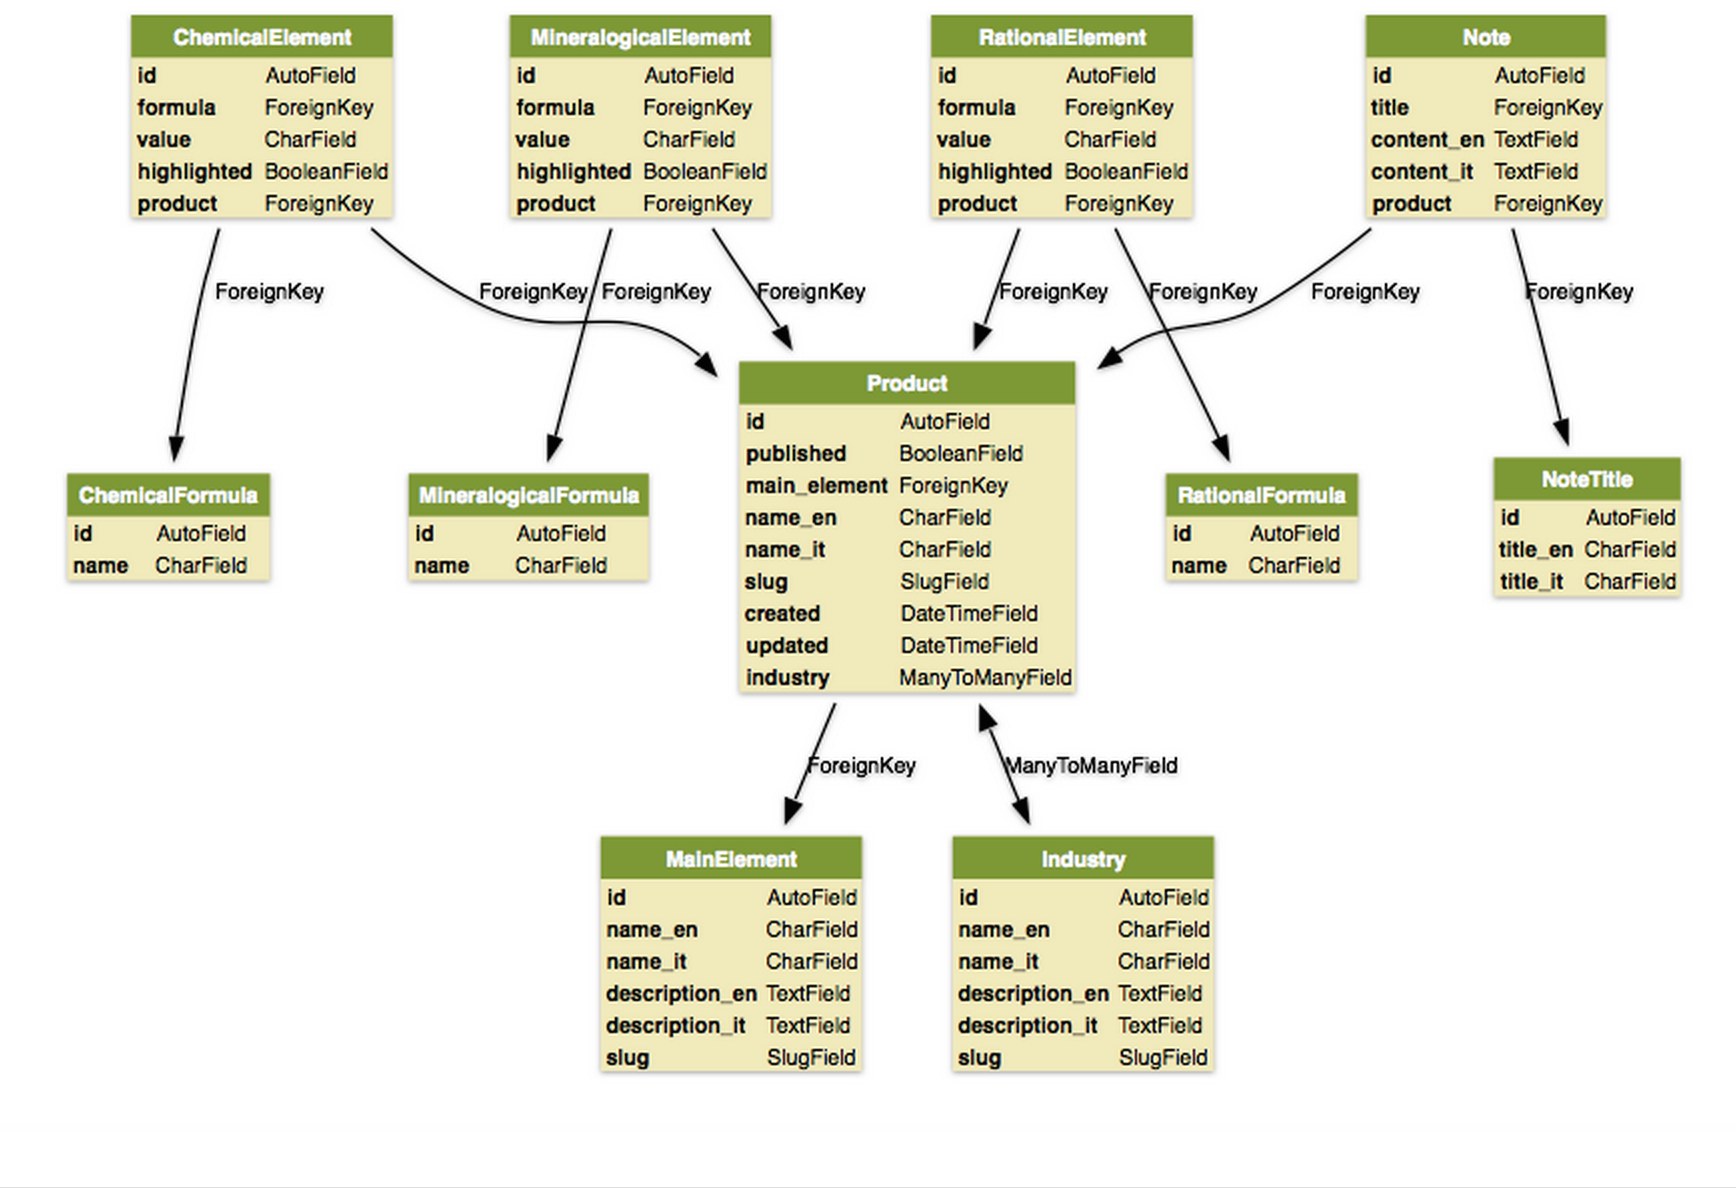 ChemicalElement
id AutoField
formula ForeignKey
value CharField
highlighted BooleanField
product ForeignKey
MineralogicalElement
id AutoField
formula ForeignKey
value CharField
highlighted BooleanField
product ForeignKey
RationalElement
id AutoField
formula ForeignKey
value CharField
highlighted BooleanField
product ForeignKey
Note
id AutoField
title ForeignKey
content_en TextField
content_it TextField
product ForeignKey
ForeignKey
ForeignKey
ForeignKey
ForeignKey
ForeignKey
ForeignKey
ForeignKey
ForeignKey
ChemicalFormula
id AutoField
name CharField
MineralogicalFormula
id AutoField
name CharField
Product
id AutoField
published BooleanField
main_element ForeignKey
name_en CharField
name_it CharField
slug SlugField
created DateTimeField
updated DateTimeField
industry ManyToManyField
RationalFormula
id AutoField
name CharField
NoteTitle
id AutoField
title_en CharField
title_it CharField
ForeignKey
ManyToManyField
MainElement
id AutoField
name_en CharField
name_it CharField
description_en TextField
description_it TextField
slug SlugField
Industry
id AutoField
name_en CharField
name_it CharField
description_en TextField
description_it TextField
slug SlugField